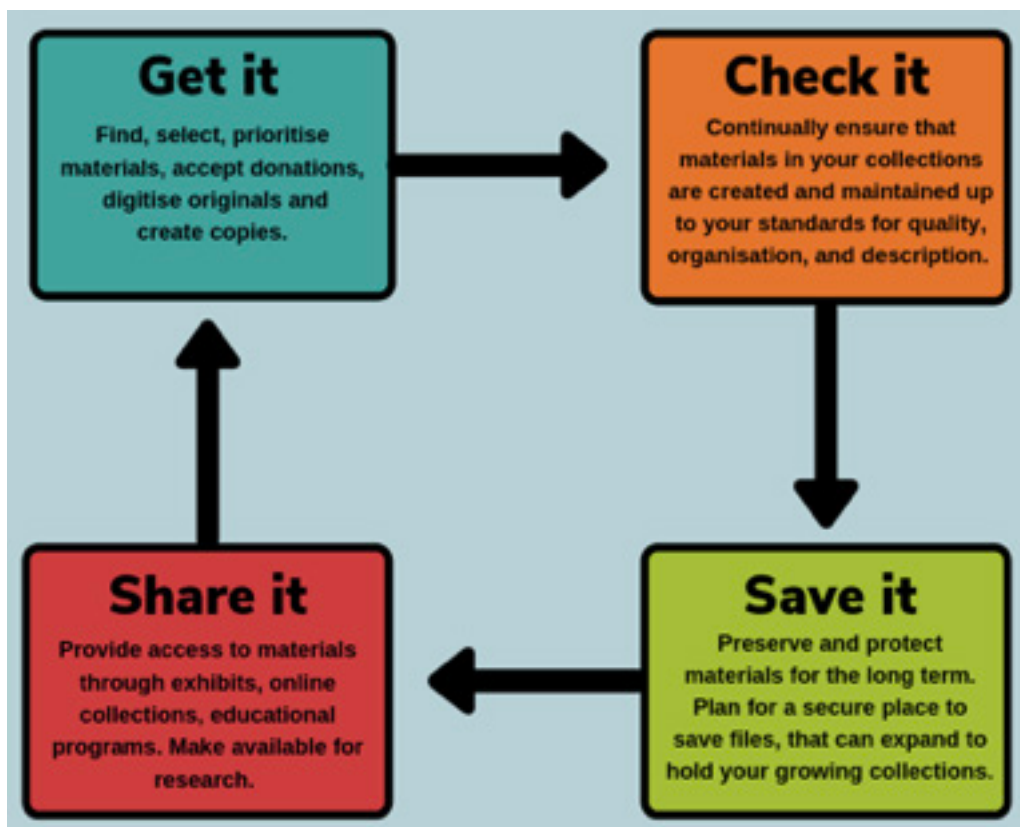 Get it
Find, select, prioritise
materials, accept donations,
digitise originals and
create copies.
Check it
Continually ensure that
materials in your collections
are created and maintained up
to your standards for quality,
organisation, and description.
Share it
Provide access to materials
through exhibits, online
collections, educational
programs. Make available for
research.
Save it
Preserve and protect
materials for the long term.
Plan for a secure place to
save files, that can expand to
hold your growing collections.